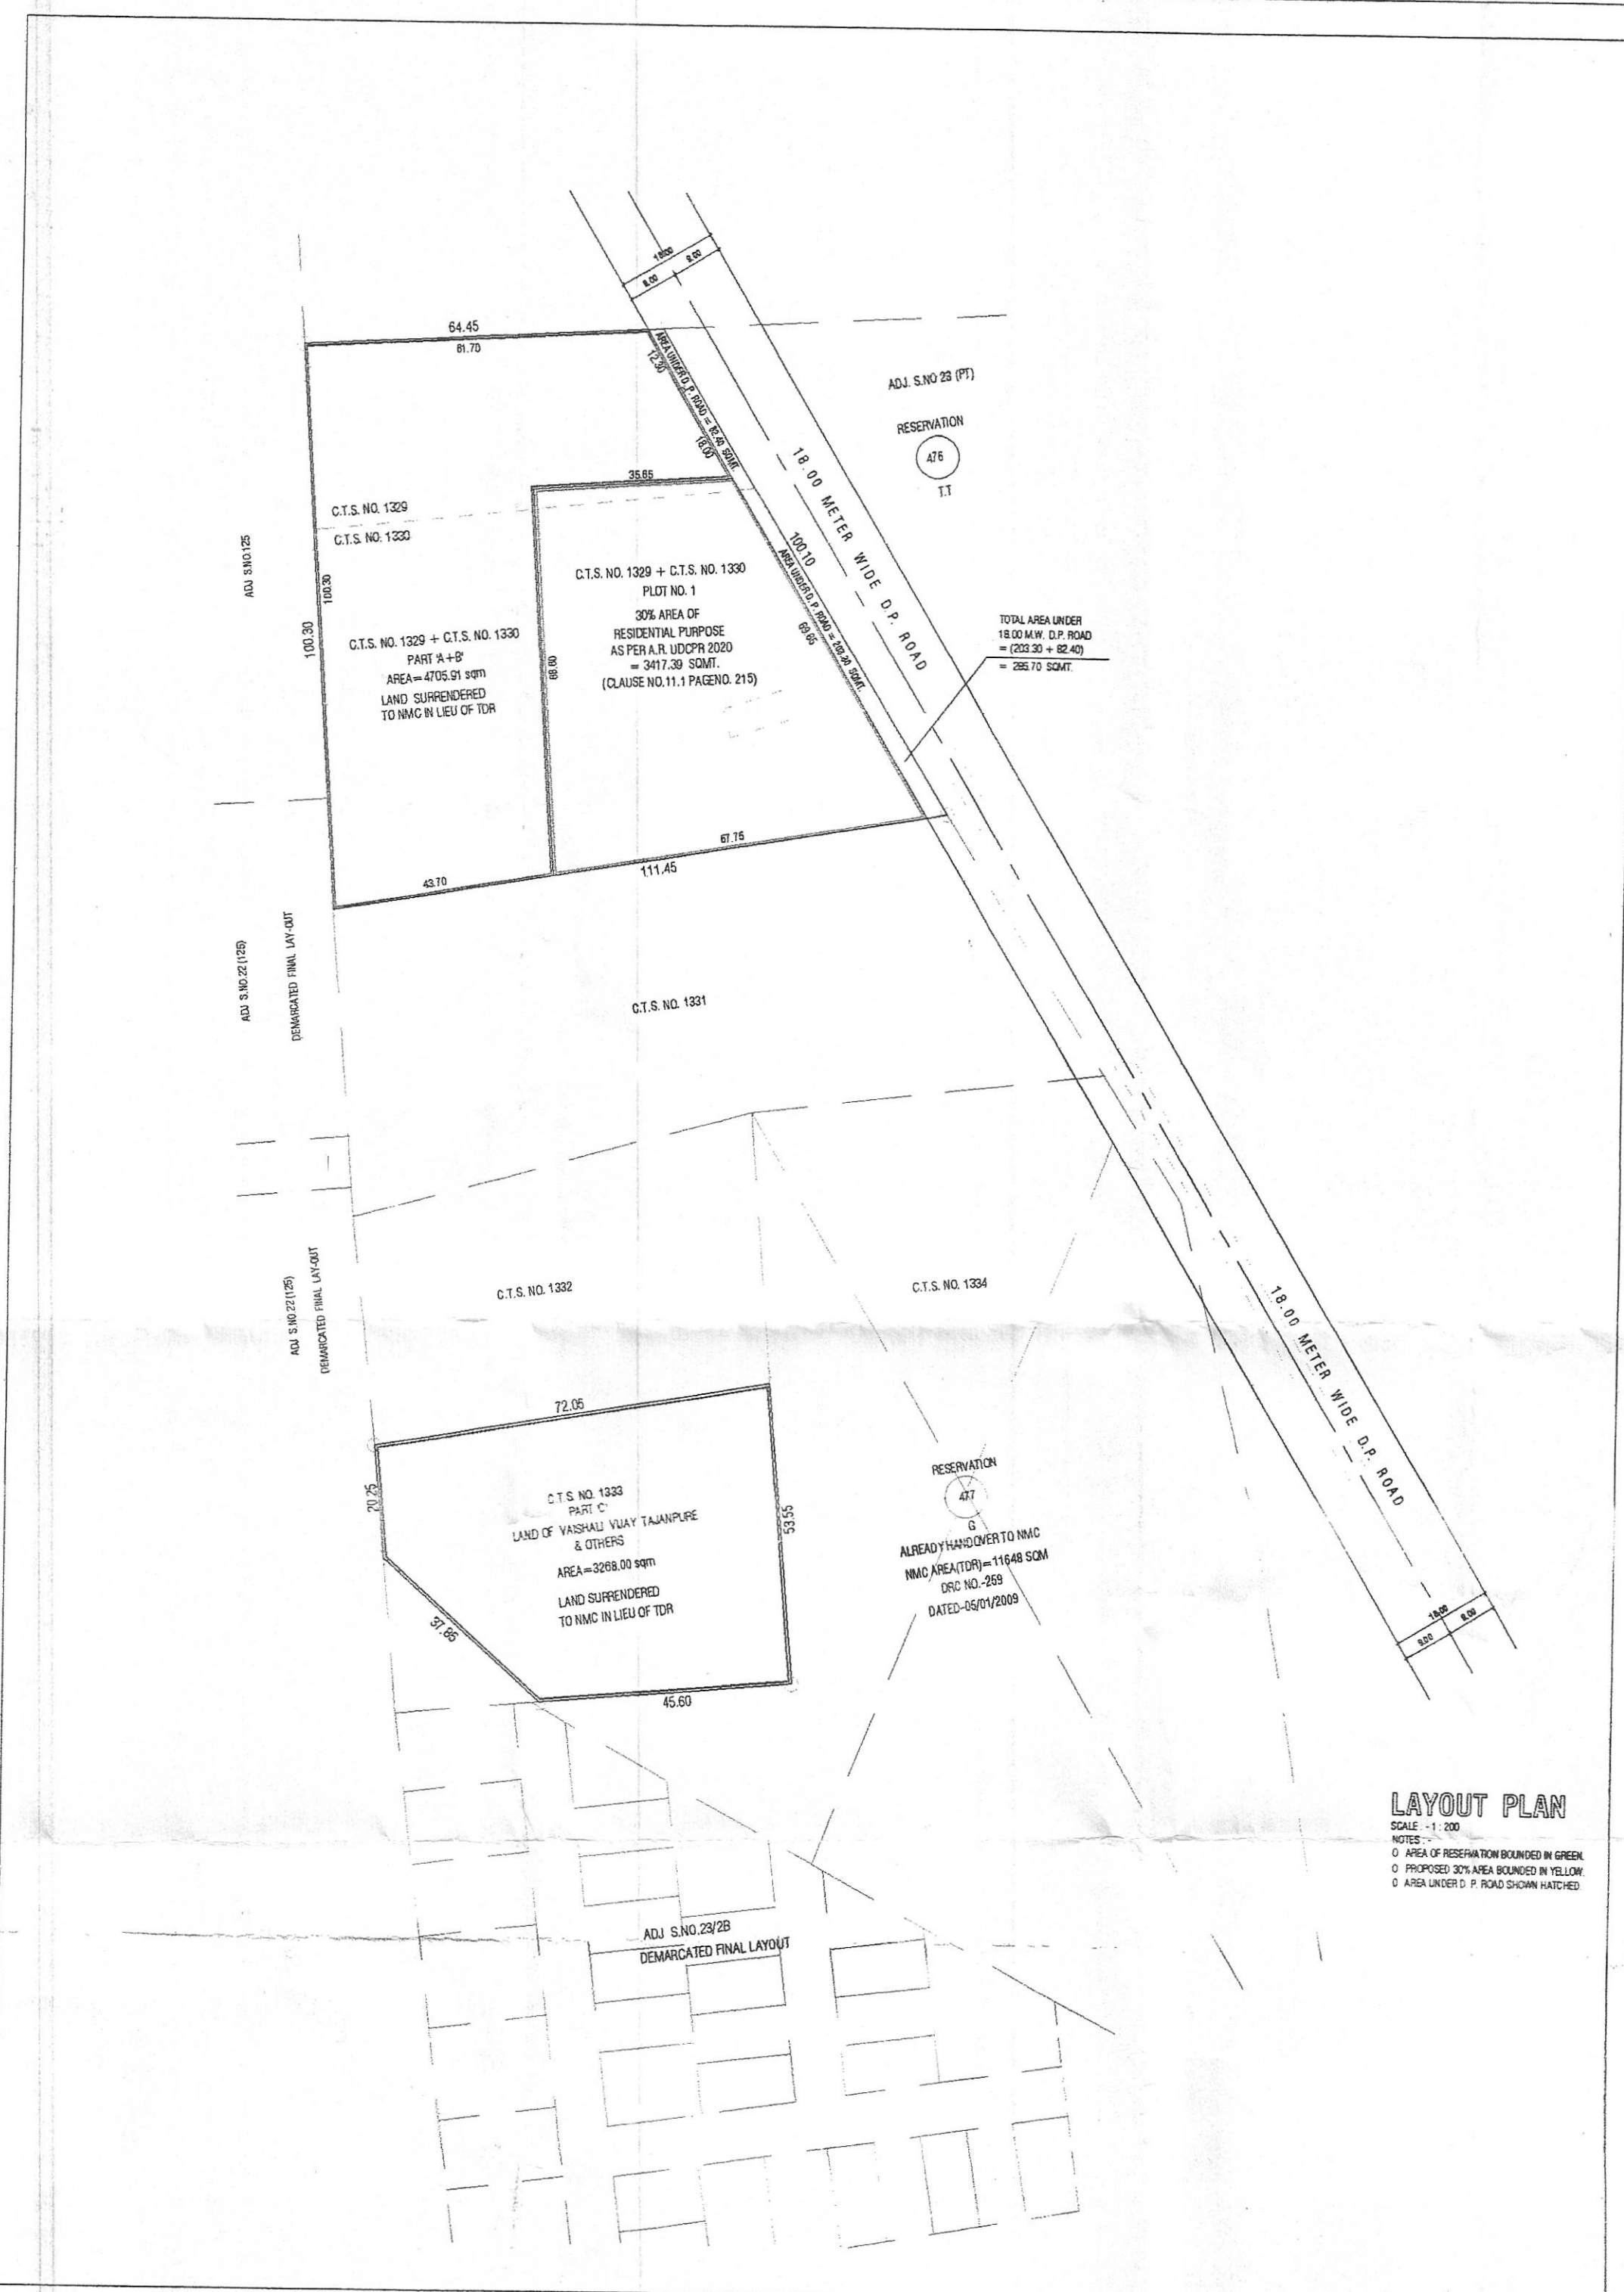 18.00
9.00
9.00
64.45
61.70
AREA UNDER D.P. ROAD = 82.40 SQMT.
12.30
18.00
ADJ. S.NO 23 (PT)
RESERVATION
476
T.T
18.00 METER WIDE D.P. ROAD
35.65
C.T.S. NO. 1329
C.T.S. NO. 1330
ADJ S.NO.125
100.30
100.30
C.T.S. NO. 1329 + C.T.S. NO. 1330
PART 'A+B'
AREA=4705.91 sqm
LAND SURRENDERED
TO NMC IN LIEU OF TDR
C.T.S. NO. 1329 + C.T.S. NO. 1330
PLOT NO. 1
30% AREA OF
RESIDENTIAL PURPOSE
AS PER A.R. UDCPR 2020
= 3417.39 SQMT.
(CLAUSE NO.11.1 PAGENO. 215)
100.10
AREA UNDER D.P. ROAD = 203.30 SQMT.
69.65
TOTAL AREA UNDER
18.00 M.W. D.P. ROAD
= (203.30 + 82.40)
= 285.70 SQMT.
67.75
43.70
111.45
ADJ S.NO.22(125)
DEMARCATED FINAL LAY-OUT
C.T.S. NO. 1331
ADJ S.NO.22(125)
DEMARCATED FINAL LAY-OUT
C.T.S. NO. 1332
C.T.S. NO. 1334
18.00 METER WIDE D.P. ROAD
72.05
20.25
C.T.S. NO. 1333
PART 'C'
LAND OF VAISHALI VIJAY TAJANPURE
& OTHERS
AREA=3268.00 sqm
LAND SURRENDERED
TO NMC IN LIEU OF TDR
53.55
37.85
45.60
RESERVATION
477
G
ALREADY HANDOVER TO NMC
NMC AREA(TDR)=11648 SQM
DRC NO.-259
DATED-05/01/2009
18.00
9.00
9.00
LAYOUT PLAN
SCALE :- 1 : 200
NOTES :-
O AREA OF RESERVATION BOUNDED IN GREEN.
O PROPOSED 30% AREA BOUNDED IN YELLOW.
O AREA UNDER D. P. ROAD SHOWN HATCHED
ADJ S.NO.23/2B
DEMARCATED FINAL LAYOUT